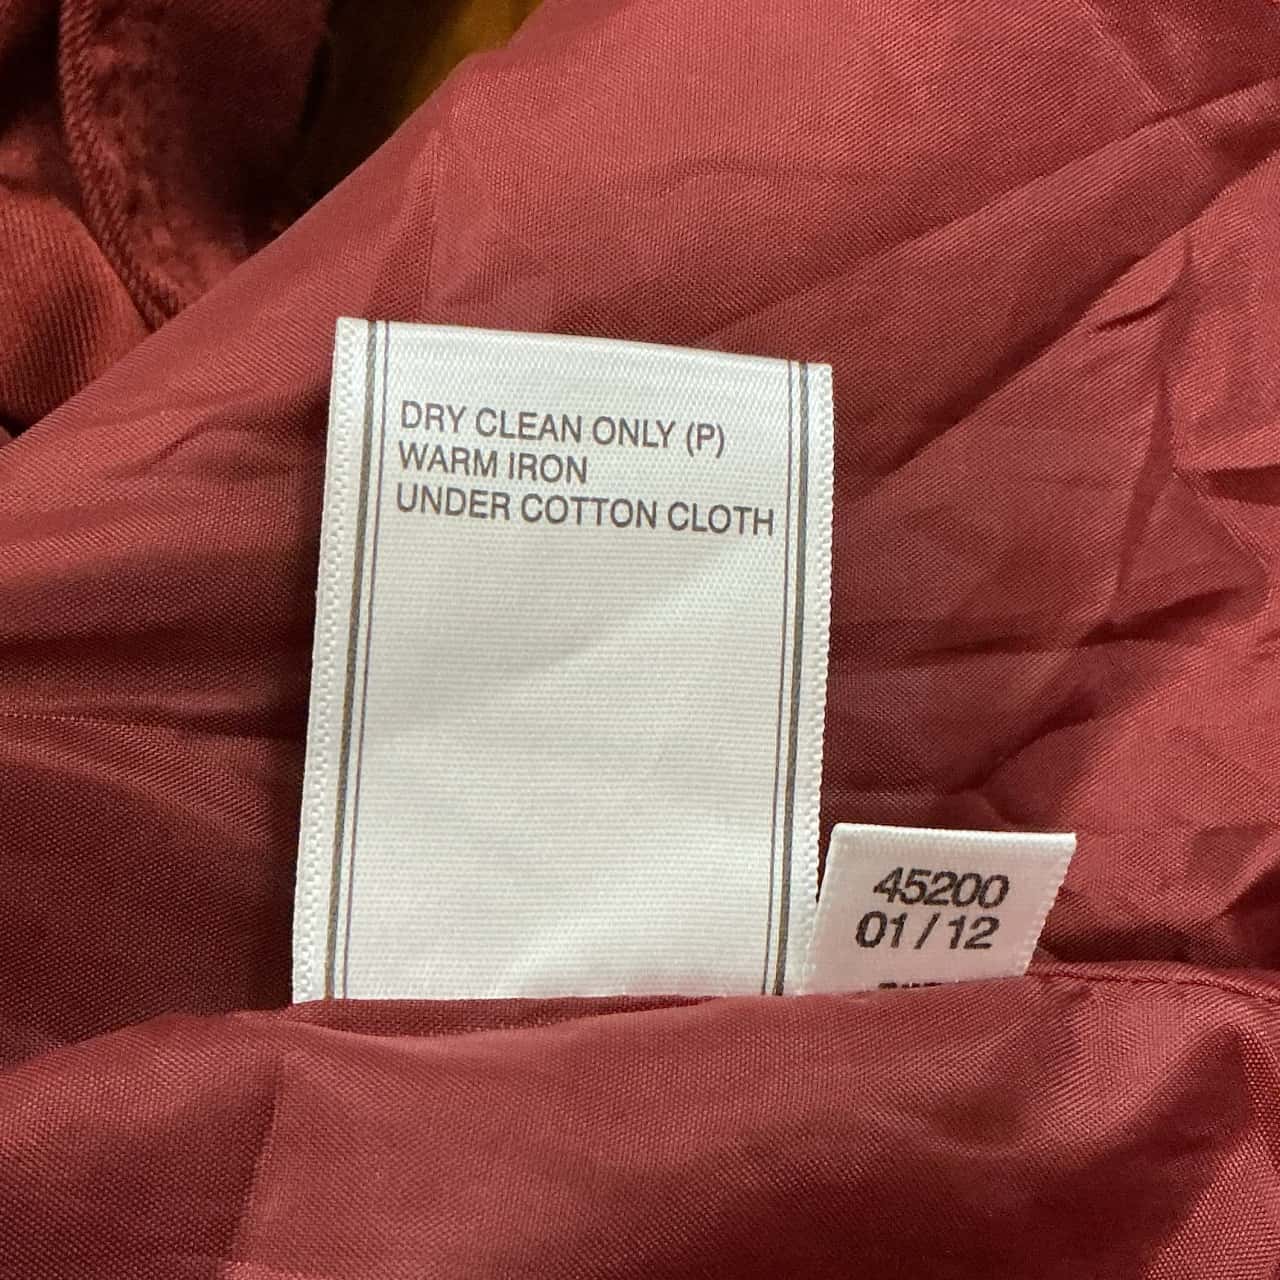 DRY CLEAN ONLY (P)
WARM IRON
UNDER COTTON CLOTH
45200
01 / 12